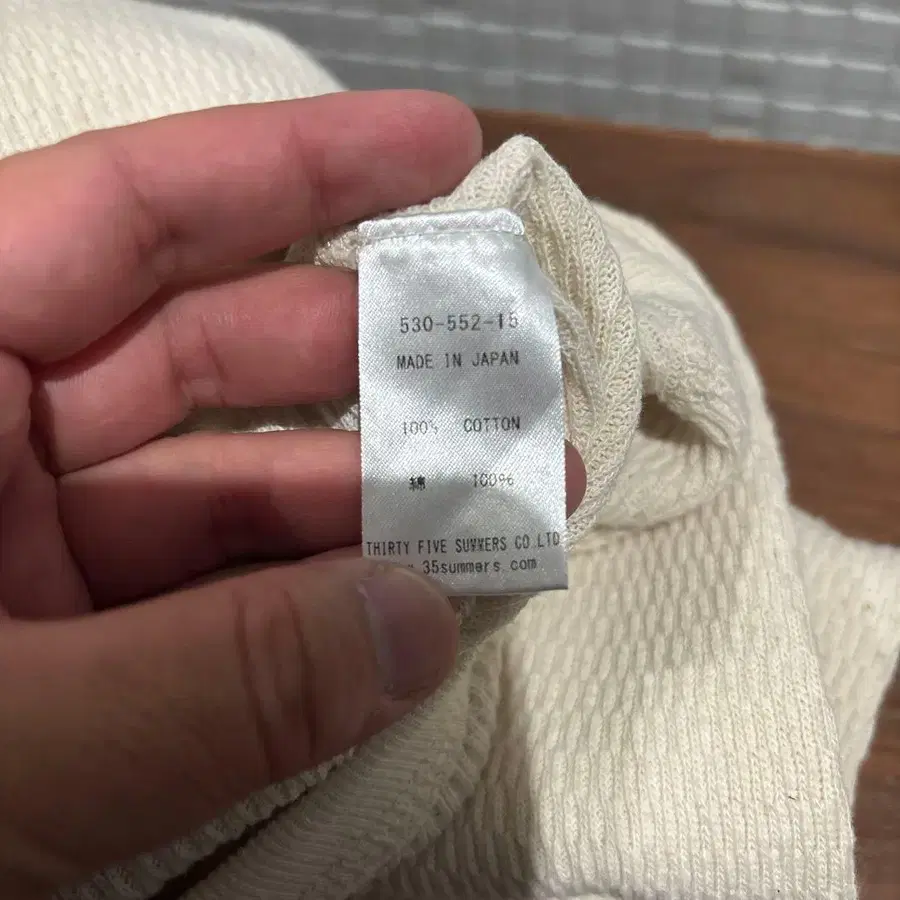 530-552-15
MADE IN JAPAN
100% COTTON
綿 100%
THIRTY FIVE SUMMERS CO.LTD
35summers.com